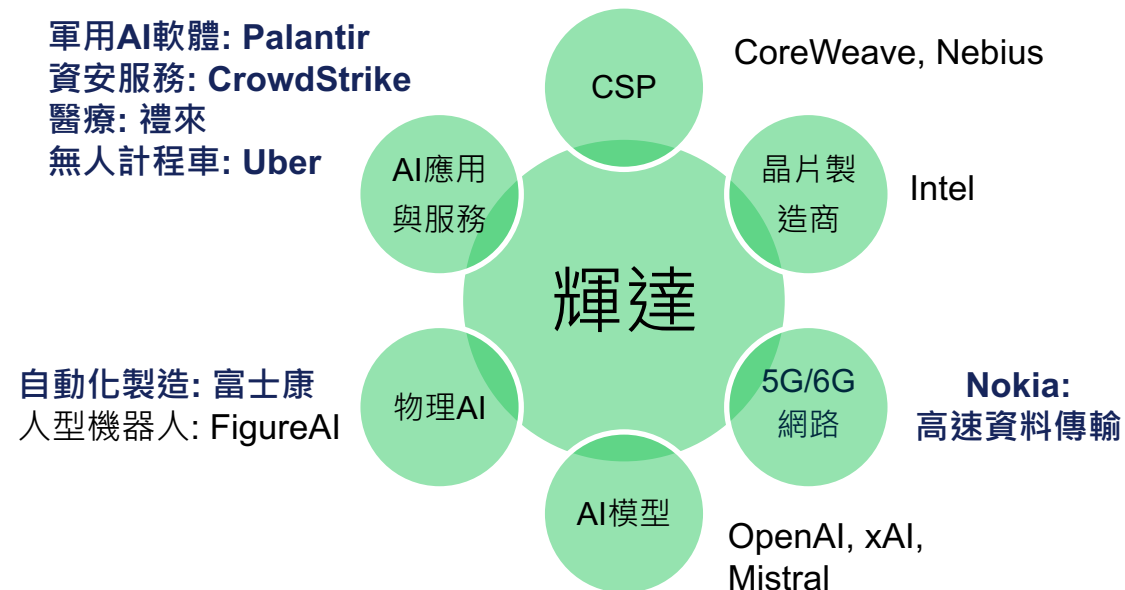 軍用AI軟體: Palantir
資安服務: CrowdStrike
醫療: 禮來
無人計程車: Uber
CSP
CoreWeave, Nebius
AI應用
與服務
晶片製
造商
Intel
輝達
自動化製造: 富士康
人型機器人: FigureAI
物理AI
5G/6G
網路
Nokia:
高速資料傳輸
AI模型
OpenAI, xAI,
Mistral